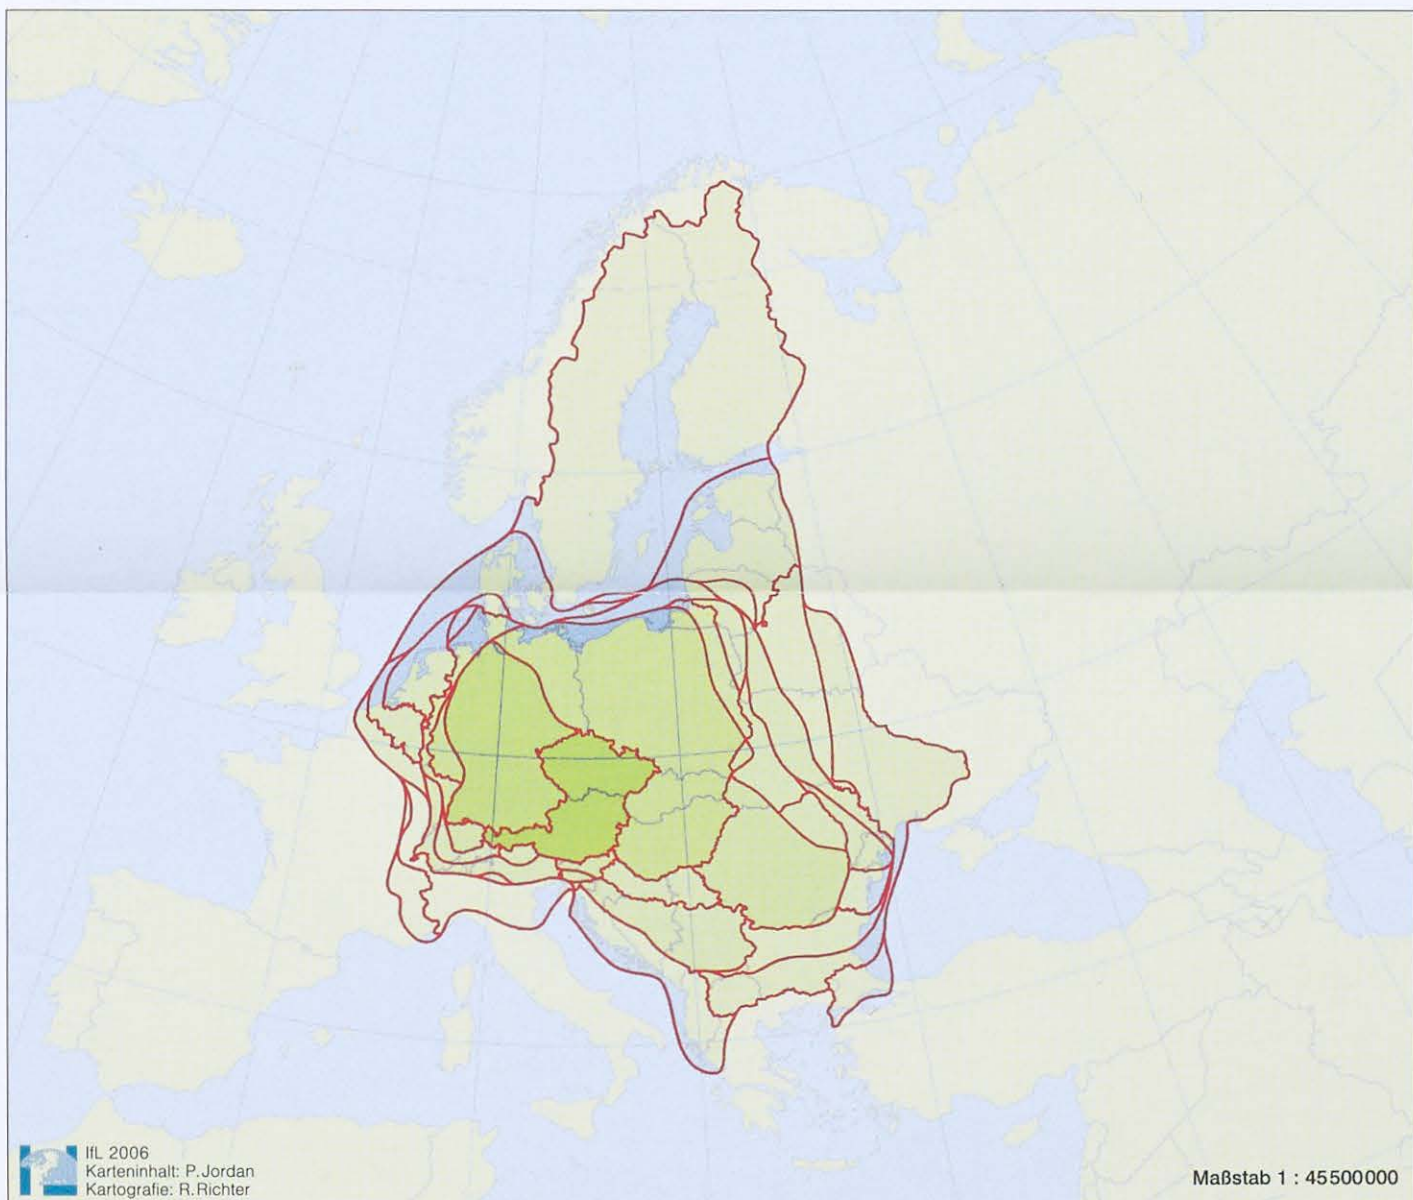 IfL 2006
Karteninhalt: P.Jordan
Kartografie: R.Richter
Maßstab 1 : 45500000